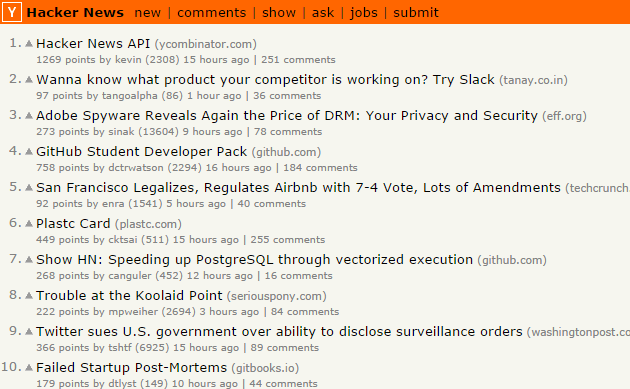 Y Hacker News new | comments | show | ask | jobs | submit
1. Hacker News API (ycombinator.com)
1269 points by kevin (2308) 15 hours ago | 251 comments
2. Wanna know what product your competitor is working on? Try Slack (tanay.co.in)
97 points by tangoalpha (86) 1 hour ago | 36 comments
3. Adobe Spyware Reveals Again the Price of DRM: Your Privacy and Security (eff.org)
273 points by sinak (13604) 9 hours ago | 78 comments
4. GitHub Student Developer Pack (github.com)
758 points by dctrwatson (2294) 16 hours ago | 184 comments
5. San Francisco Legalizes, Regulates Airbnb with 7-4 Vote, Lots of Amendments (techcrunch.
92 points by enra (1541) 5 hours ago | 40 comments
6. Plastc Card (plastc.com)
449 points by cktsai (511) 15 hours ago | 255 comments
7. Show HN: Speeding up PostgreSQL through vectorized execution (github.com)
268 points by canguler (452) 12 hours ago | 16 comments
8. Trouble at the Koolaid Point (seriouspony.com)
222 points by mpweiher (2694) 3 hours ago | 84 comments
9. Twitter sues U.S. government over ability to disclose surveillance orders (washingtonpost.co
366 points by tshtf (6925) 15 hours ago | 89 comments
10. Failed Startup Post-Mortems (gitbooks.io)
179 points by dtlyst (149) 10 hours ago | 44 comments